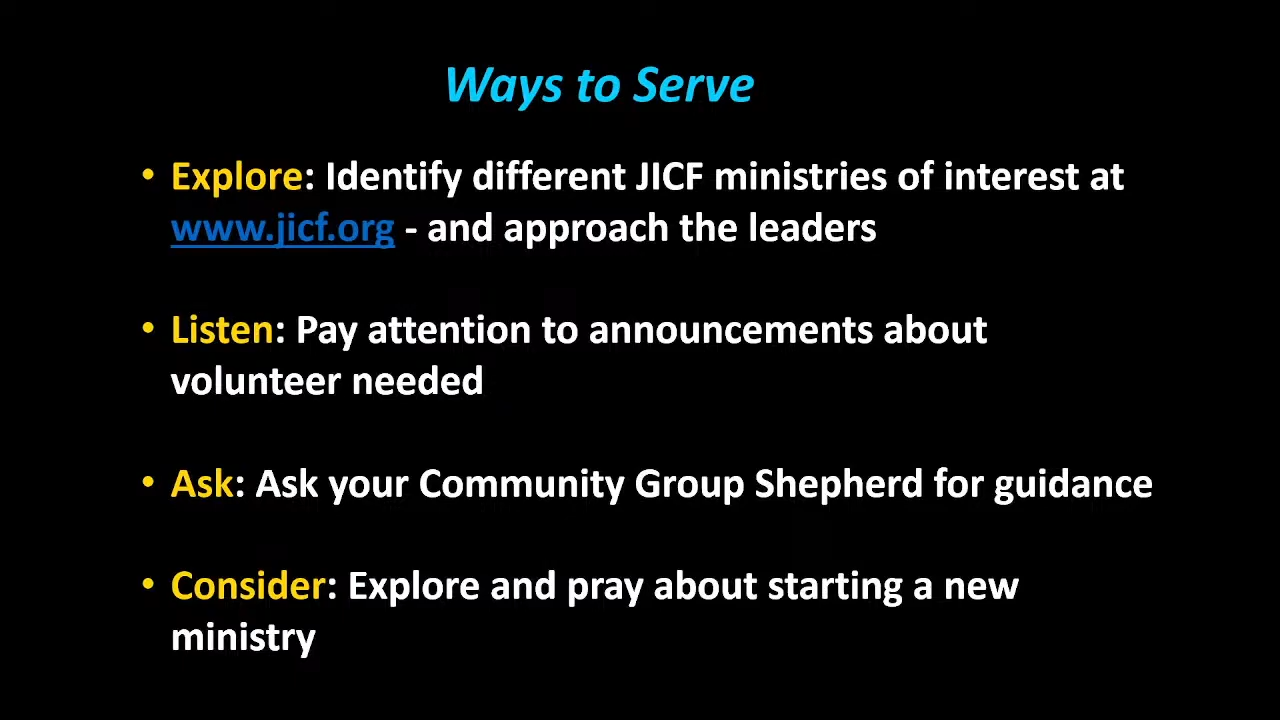 Ways to Serve
• Explore: Identify different JICF ministries of interest at
www.jicf.org - and approach the leaders
• Listen: Pay attention to announcements about
volunteer needed
• Ask: Ask your Community Group Shepherd for guidance
• Consider: Explore and pray about starting a new
ministry